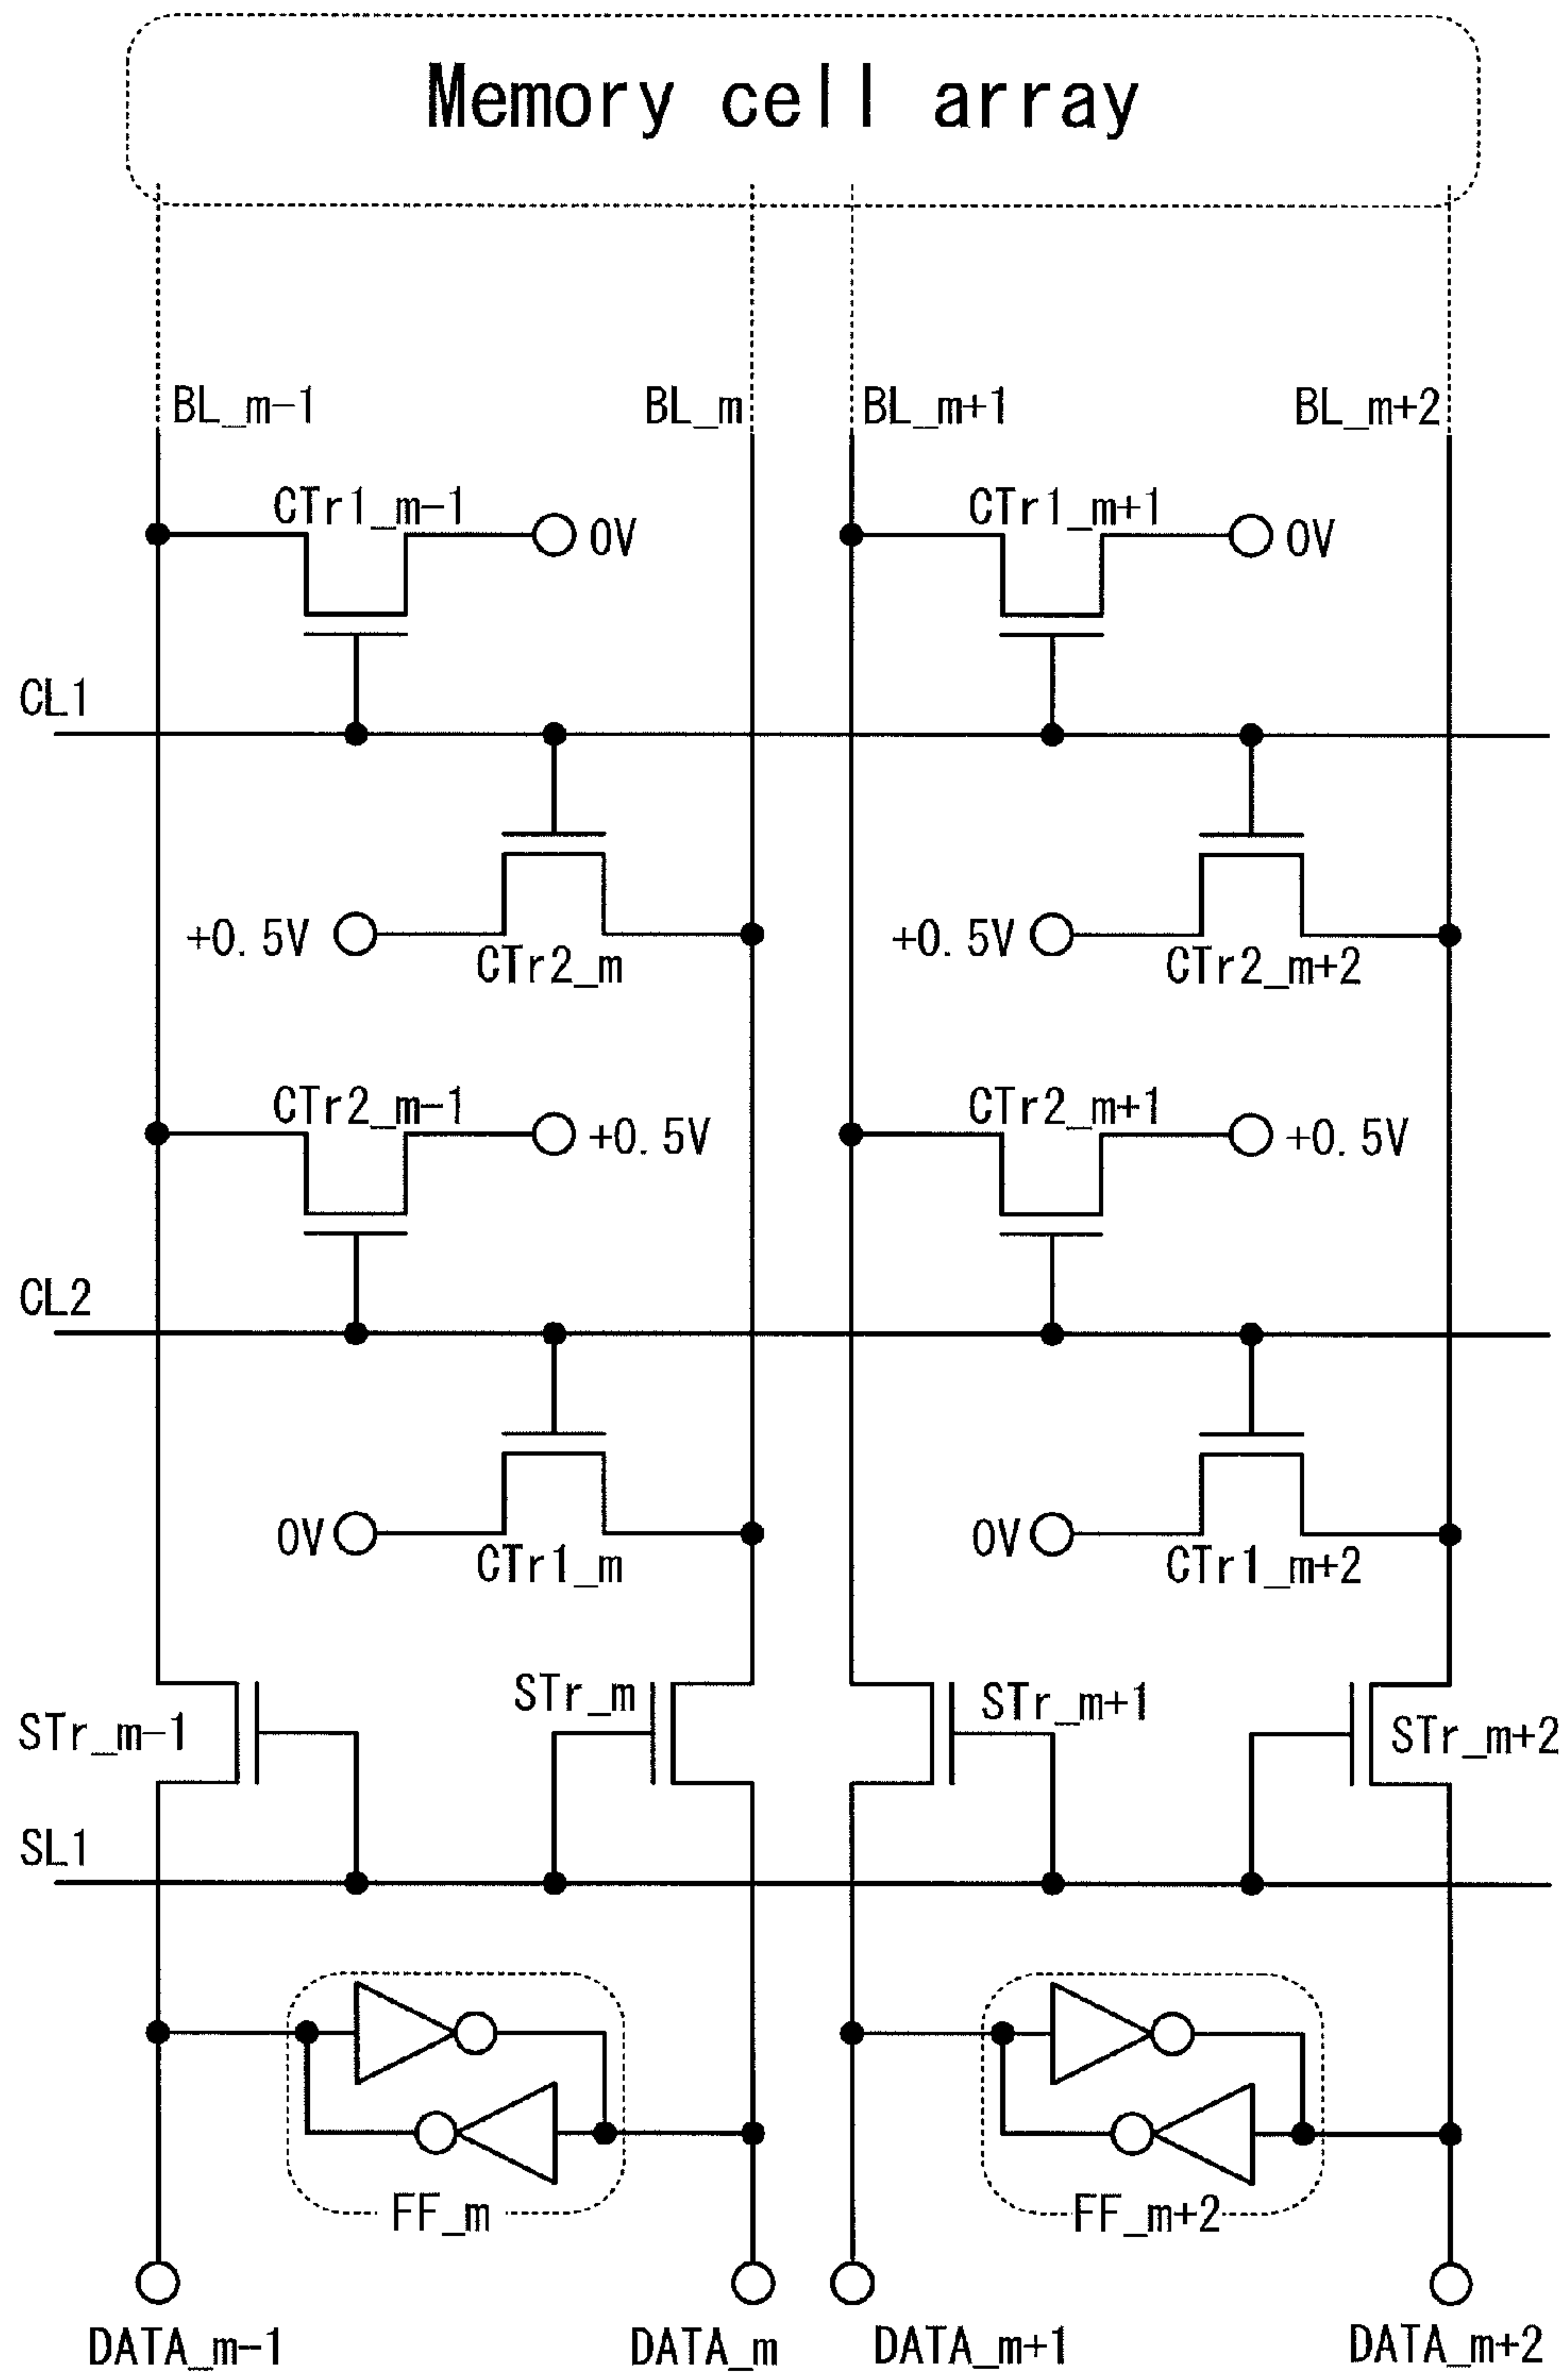 Memory cell array
BL_m-1
BL_m
BL_m+1
BL_m+2
CTr1_m-1
0V
CTr1_m+1
0V
CL1
+0.5V
CTr2_m
+0.5V
CTr2_m+2
CTr2_m-1
+0.5V
CTr2_m+1
+0.5V
CL2
0V
CTr1_m
0V
CTr1_m+2
STr_m-1
STr_m
STr_m+1
STr_m+2
SL1
FF_m
FF_m+2
DATA_m-1
DATA_m
DATA_m+1
DATA_m+2